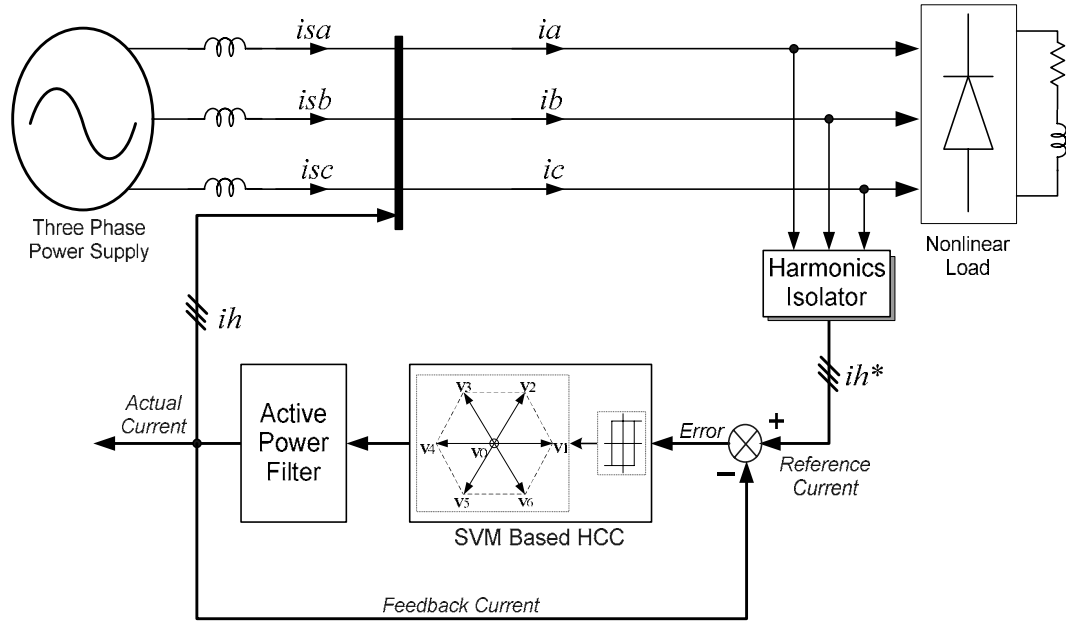 isa
ia
isb
ib
isc
ic
Three Phase
Power Supply
Nonlinear
Load
Harmonics
Isolator
ih
ih*
Actual
Current
Active
Power
Filter
V3
V2
V4
V0
V1
V5
V6
Error
+
−
Reference
Current
SVM Based HCC
Feedback Current